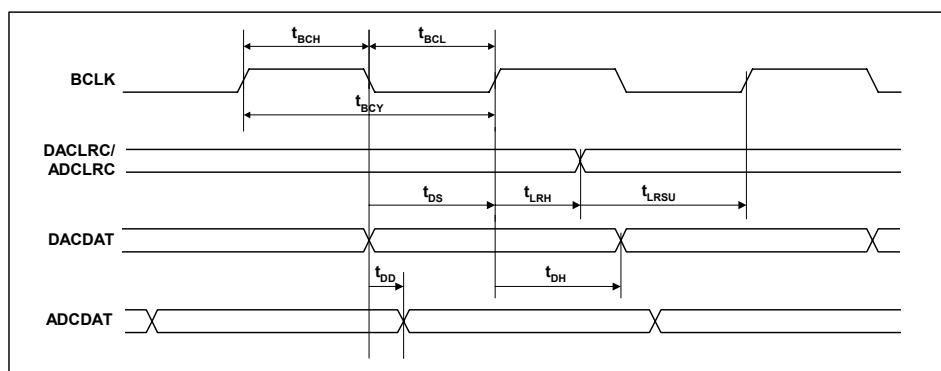 tBCH
tBCL
BCLK
tBCY
DACLRC/
ADCLRC
tDS
tLRH
tLRSU
DACDAT
tDD
tDH
ADCDAT